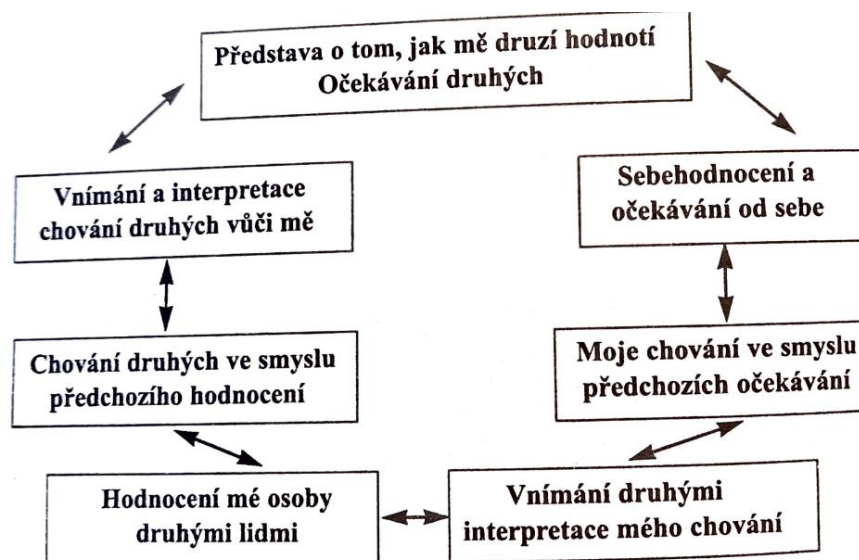 Představa o tom, jak mě druzí hodnotí
Očekávání druhých
Vnímání a interpretace
chování druhých vůči mě
Sebehodnocení a
očekávání od sebe
Chování druhých ve smyslu
předchozího hodnocení
Moje chování ve smyslu
předchozích očekávání
Hodnocení mé osoby
druhými lidmi
Vnímání druhými
interpretace mého chování